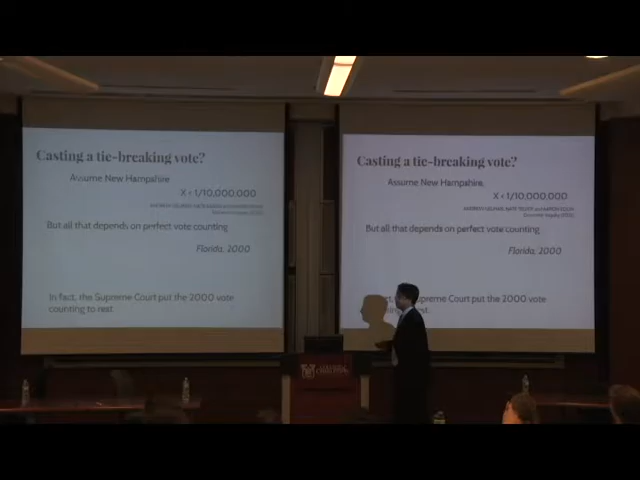 Casting a tie-breaking vote?
Assume New Hampshire
X < 1/10,000,000
But all that depends on perfect vote counting
Florida, 2000
In fact, the Supreme Court put the 2000 vote
counting to rest
Casting a tie-breaking vote?
Assume New Hampshire,
X < 1/10,000,000
But all that depends on perfect vote counting
Florida, 2000
Supreme Court put the 2000 vote
rest.